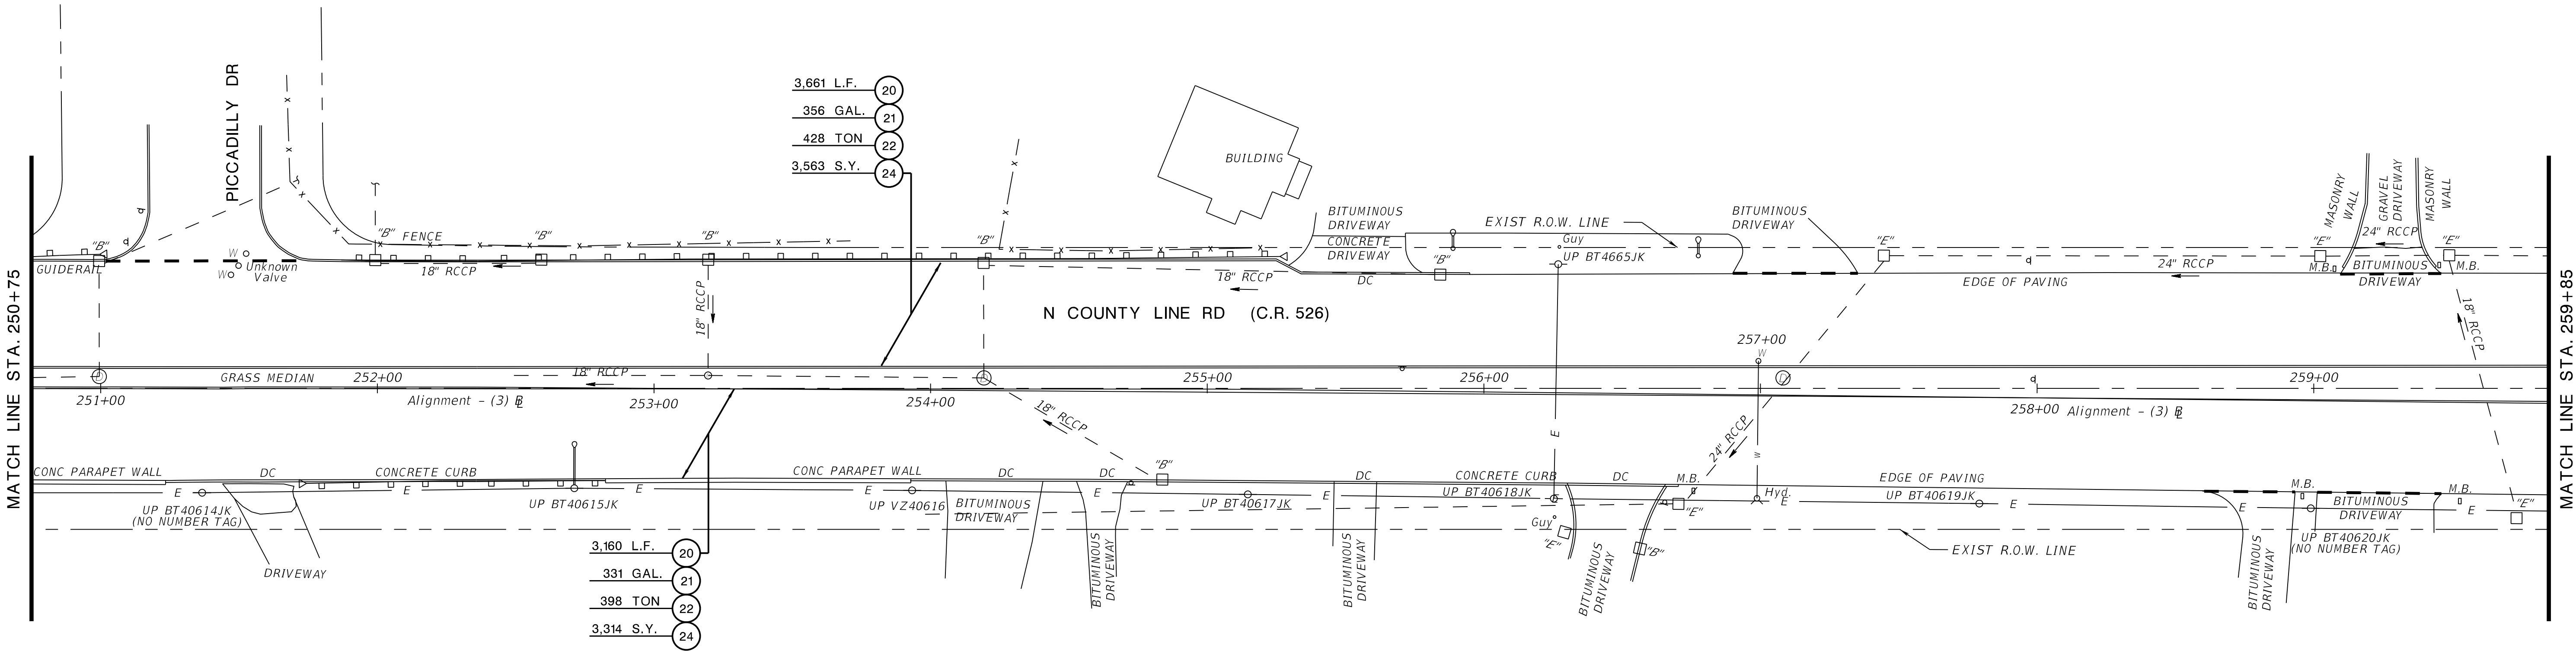 MATCH LINE STA. 250+75
PICCADILLY DR
3,661 L.F. 20
356 GAL. 21
428 TON 22
3,563 S.Y. 24
BUILDING
BITUMINOUS
DRIVEWAY
CONCRETE
DRIVEWAY
EXIST R.O.W. LINE
BITUMINOUS
DRIVEWAY
MASONRY
WALL
GRAVEL
DRIVEWAY
MASONRY
WALL
24" RCCP
"B"
GUIDERAIL
W
W
Unknown
Valve
"B"
FENCE
"B"
"B"
"B"
18" RCCP
18" RCCP
18" RCCP
DC
"B"
Guy
UP BT4665JK
"E"
24" RCCP
EDGE OF PAVING
"E"
"E"
M.B.
BITUMINOUS
DRIVEWAY
M.B.
18" RCCP
N COUNTY LINE RD (C.R. 526)
257+00
W
D
GRASS MEDIAN
252+00
18" RCCP
D
255+00
256+00
D
259+00
251+00
Alignment - (3) BL
253+00
254+00
258+00
Alignment - (3) BL
18" RCCP
24" RCCP
E
W
CONC PARAPET WALL
DC
CONCRETE CURB
CONC PARAPET WALL
DC
DC
"B"
DC
CONCRETE CURB
DC
M.B.
EDGE OF PAVING
M.B.
M.B.
E
E
E
E
E
E
E
E
E
UP BT40614JK
(NO NUMBER TAG)
UP BT40615JK
UP VZ40616
BITUMINOUS
DRIVEWAY
UP BT40617JK
UP BT40618JK
Guy
"E"
"E"
"B"
Hyd.
UP BT40619JK
BITUMINOUS
DRIVEWAY
"E"
UP BT40620JK
(NO NUMBER TAG)
DRIVEWAY
BITUMINOUS
DRIVEWAY
BITUMINOUS
DRIVEWAY
BITUMINOUS
DRIVEWAY
EXIST R.O.W. LINE
BITUMINOUS
DRIVEWAY
3,160 L.F. 20
331 GAL. 21
398 TON 22
3,314 S.Y. 24
MATCH LINE STA. 259+85